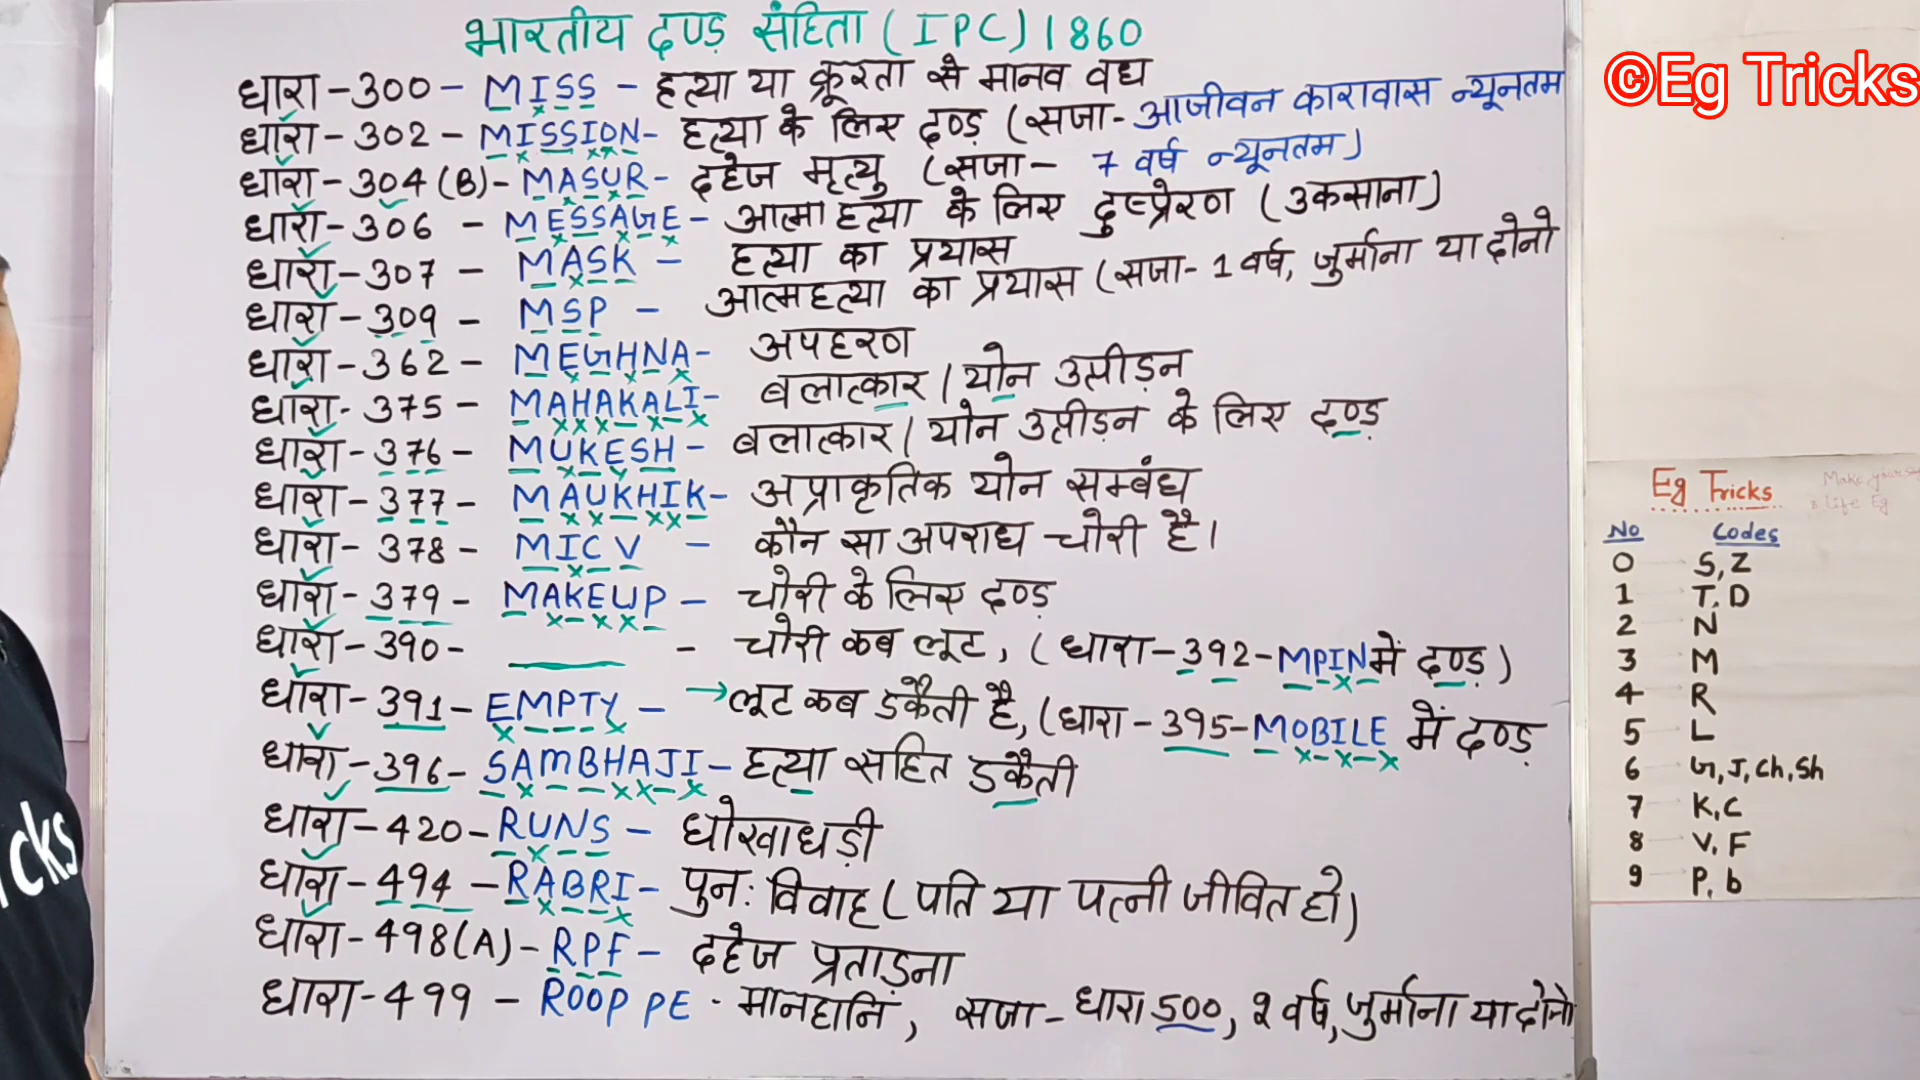 भारतीय दण्ड संहिता (IPC) 1860
©Eg Tricks
धारा-300- MISS - हत्या या क्रूरता से मानव वध
धारा-302-MISSION- हत्या के लिए दण्ड (सजा-आजीवन कारावास न्यूनतम
धारा-304(B)-MASUR- दहेज मृत्यु (सजा- 7 वर्ष न्यूनतम)
धारा-306 - MESSAGE- आत्माहत्या के लिए दुष्प्रेरण (उकसाना)
धारा-307 - MASK - हत्या का प्रयास
धारा-309 - MSP - आत्महत्या का प्रयास (सजा-1 वर्ष, जुर्माना या दोनो
धारा-362- MEGHNA- अपहरण
धारा-375- MAHAKALI- बलात्कार / योन उत्पीड़न
धारा-376- MUKESH- बलात्कार / योन उत्पीड़न के लिए दण्ड
धारा-377- MAUKHIK- अप्राकृतिक योन सम्बंध
धारा-378- MICV - कौन सा अपराध चोरी है।
धारा-379- MAKEUP- चोरी के लिए दण्ड
धारा-390- - चोरी कब लूट, (धारा-392-MPIN में दण्ड)
धारा-391-EMPTY - →लूट कब डकैती है, (धारा-395-MOBILE में दण्ड
धारा-396-SAMBHAJI- हत्या सहित डकैती
धारा-420-RUNS - धोखाधड़ी
धारा-494-RABRI- पुनः विवाह (पति या पत्नी जीवित हो)
धारा-498(A)-RPF- दहेज प्रताड़ना
धारा-499 - ROOP PE - मानहानि, सजा-धारा 500, 2 वर्ष, जुर्माना या दोनो
Eg Tricks
Life Eg
No Codes
0 S, Z
1 T, D
2 N
3 M
4 R
5 L
6 G, J, Ch, Sh
7 K, C
8 V, F
9 P, b
cks